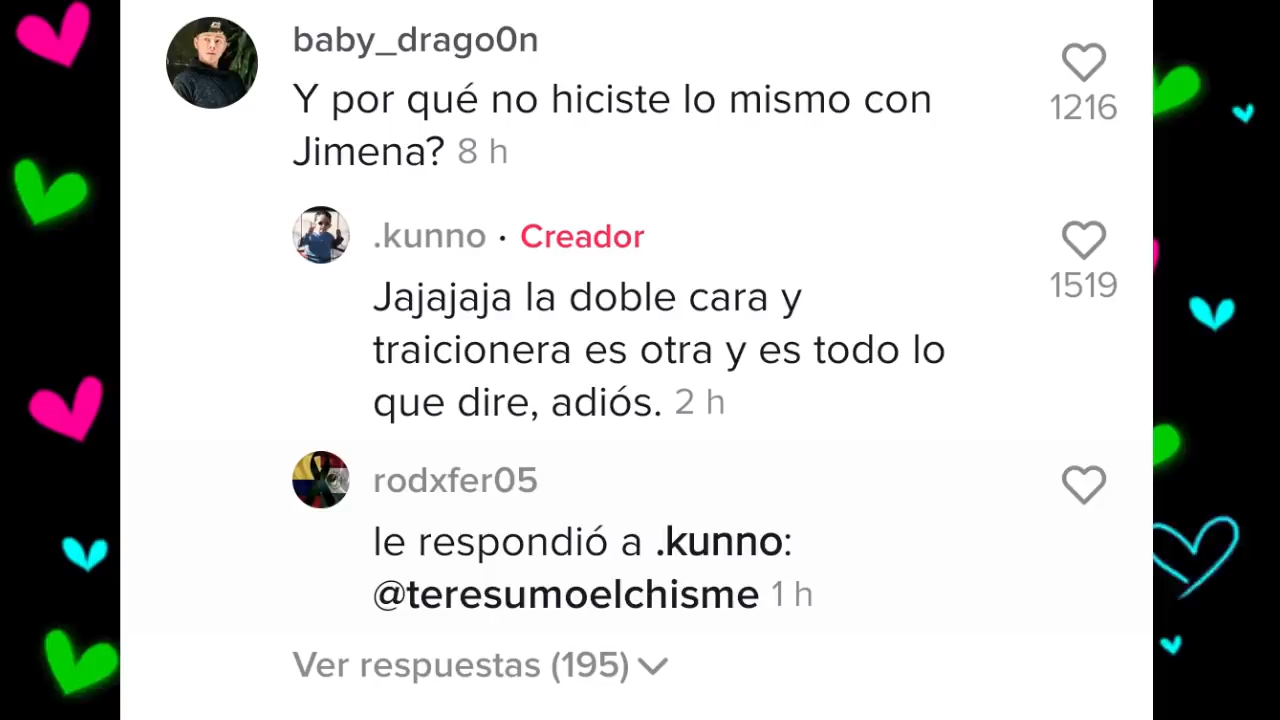 baby_drago0n
Y por qué no hiciste lo mismo con
Jimena? 8 h
1216
.kunno · Creador
Jajajaja la doble cara y
traicionera es otra y es todo lo
que dire, adiós. 2 h
1519
rodxfer05
le respondió a .kunno:
@teresumoelchisme 1 h
Ver respuestas (195)